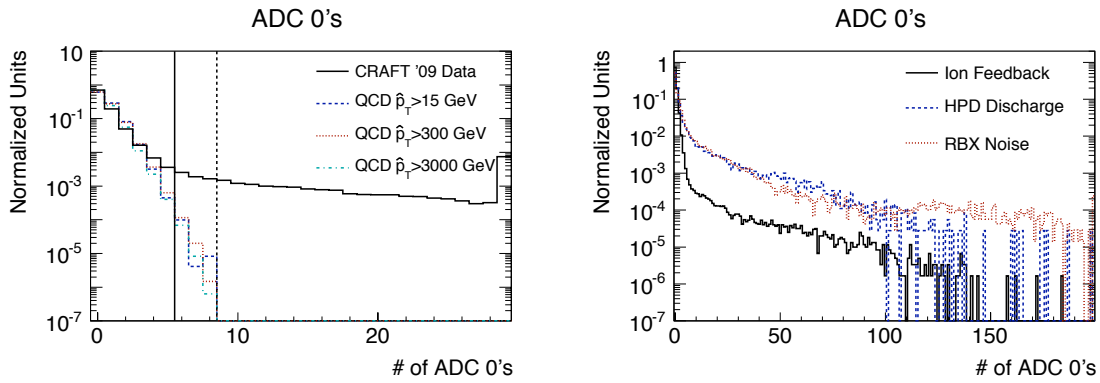 ADC 0's
Normalized Units
10
10-1
10-3
10-5
10-7
0
10
20
# of ADC 0's
CRAFT '09 Data
QCD p̂T>15 GeV
QCD p̂T>300 GeV
QCD p̂T>3000 GeV
ADC 0's
Normalized Units
1
10-1
10-2
10-3
10-4
10-5
10-6
10-7
0
50
100
150
# of ADC 0's
Ion Feedback
HPD Discharge
RBX Noise